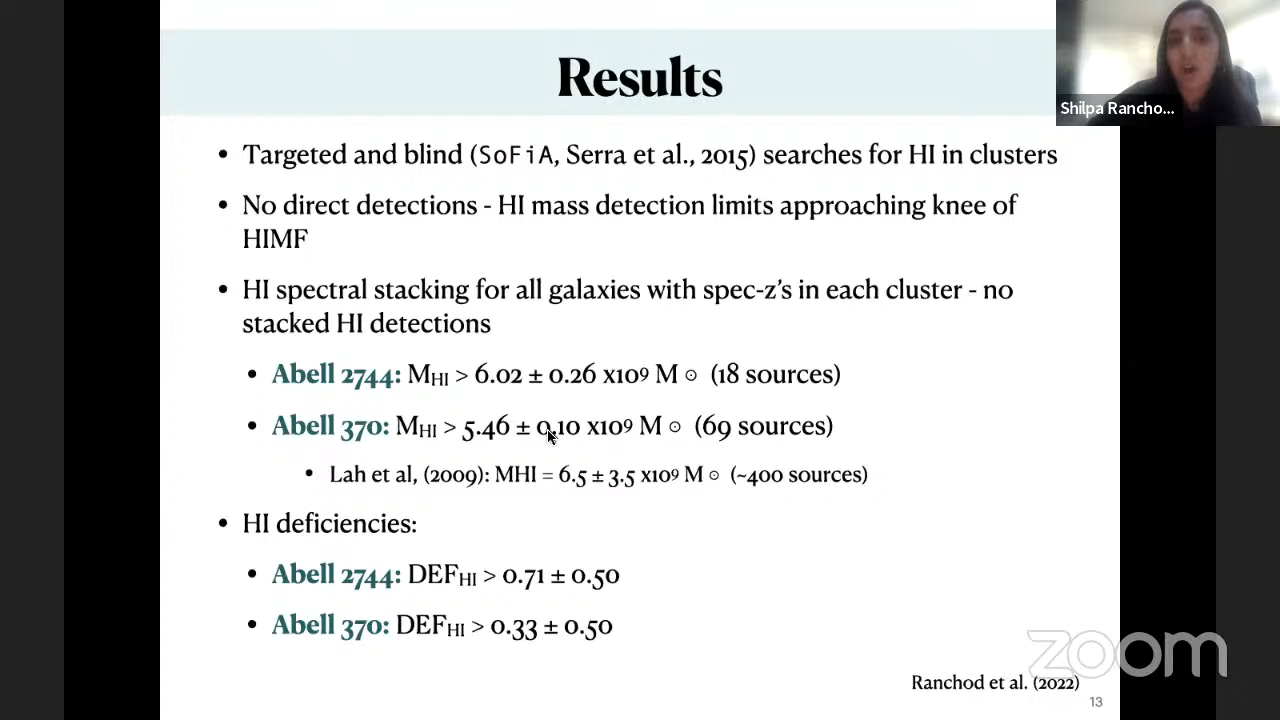 Results
Shilpa Rancho...
• Targeted and blind (SoFiA, Serra et al., 2015) searches for HI in clusters
• No direct detections - HI mass detection limits approaching knee of
HIMF
• HI spectral stacking for all galaxies with spec-z's in each cluster - no
stacked HI detections
• Abell 2744: MHI > 6.02 ± 0.26 x10⁹ M ⊙ (18 sources)
• Abell 370: MHI > 5.46 ± 0.10 x10⁹ M ⊙ (69 sources)
• Lah et al, (2009): MHI = 6.5 ± 3.5 x10⁹ M ⊙ (~400 sources)
• HI deficiencies:
• Abell 2744: DEFHI > 0.71 ± 0.50
• Abell 370: DEFHI > 0.33 ± 0.50
zoom
Ranchod et al. (2022)
13